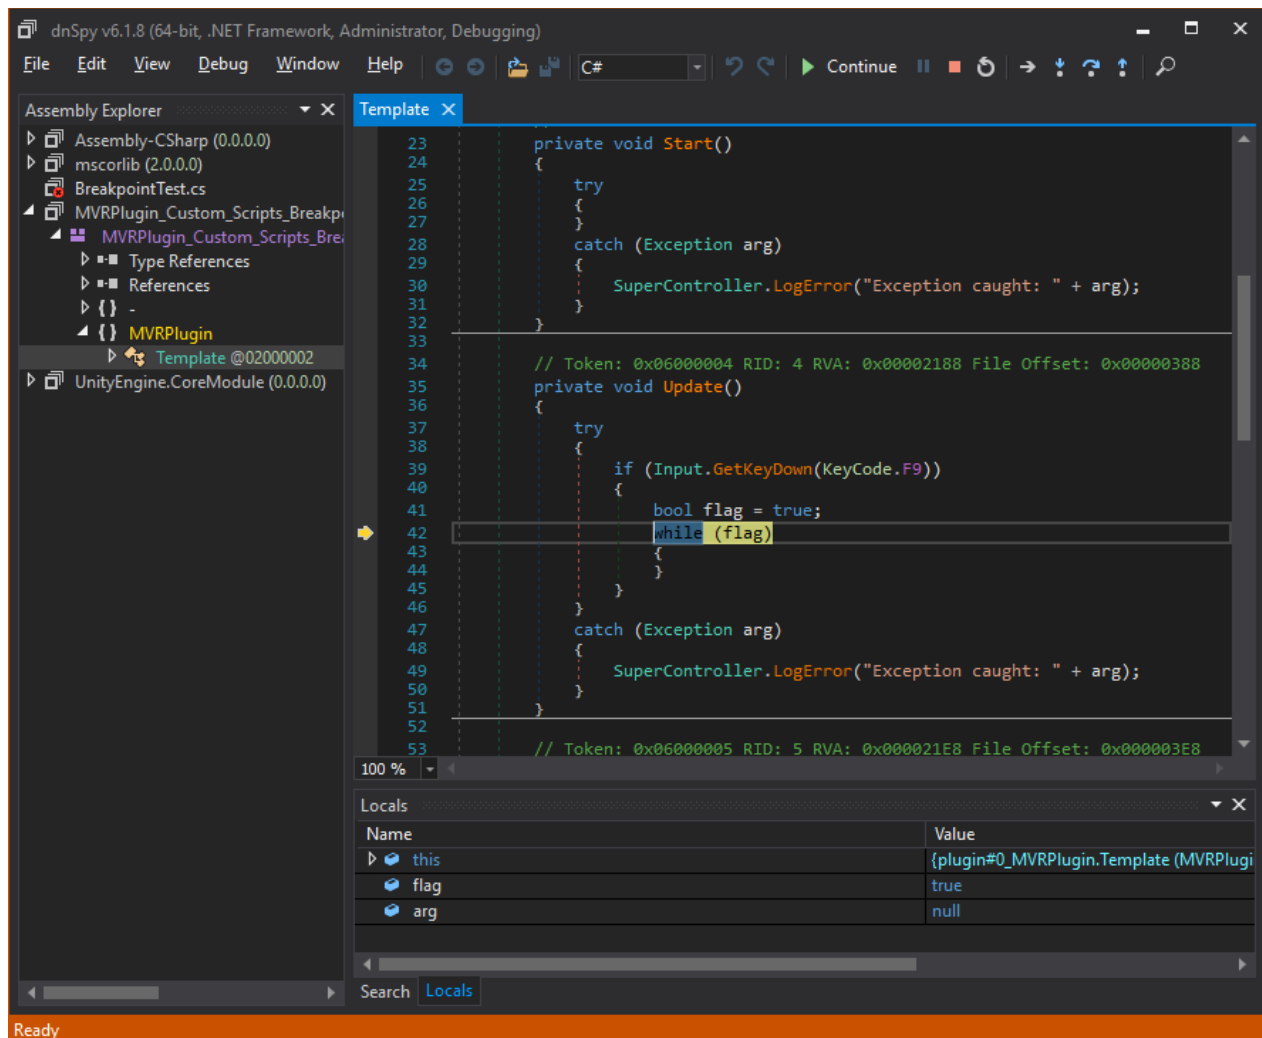 dnSpy v6.1.8 (64-bit, .NET Framework, Administrator, Debugging)
File Edit View Debug Window Help C# Continue
Assembly Explorer
Assembly-CSharp (0.0.0.0)
mscorlib (2.0.0.0)
BreakpointTest.cs
MVRPlugin_Custom_Scripts_Breakp
MVRPlugin_Custom_Scripts_Brea
Type References
References
{ } -
{ } MVRPlugin
Template @02000002
UnityEngine.CoreModule (0.0.0.0)
Template
23 private void Start()
24 {
25 try
26 {
27 }
28 catch (Exception arg)
29 {
30 SuperController.LogError("Exception caught: " + arg);
31 }
32 }
33
34 // Token: 0x06000004 RID: 4 RVA: 0x00002188 File Offset: 0x00000388
35 private void Update()
36 {
37 try
38 {
39 if (Input.GetKeyDown(KeyCode.F9))
40 {
41 bool flag = true;
42 while (flag)
43 {
44 }
45 }
46 }
47 catch (Exception arg)
48 {
49 SuperController.LogError("Exception caught: " + arg);
50 }
51 }
52
53 // Token: 0x06000005 RID: 5 RVA: 0x000021E8 File Offset: 0x000003E8
100 %
Locals
Name Value
this {plugin#0_MVRPlugin.Template (MVRPlugi
flag true
arg null
Search Locals
Ready